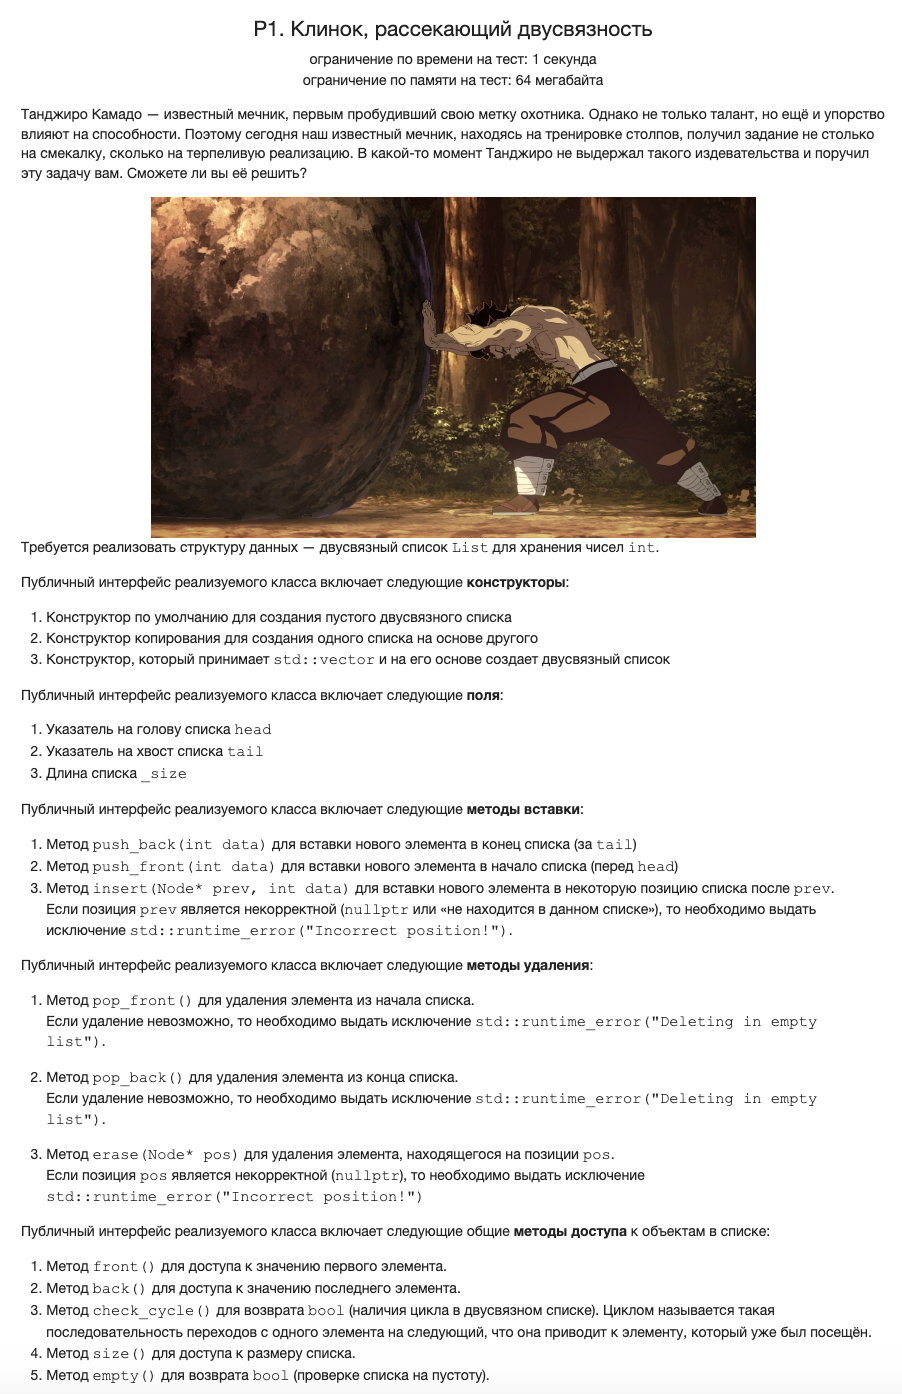 P1. Клинок, рассекающий двусвязность
ограничение по времени на тест: 1 секунда
ограничение по памяти на тест: 64 мегабайта
Танджиро Камадо — известный мечник, первым пробудивший свою метку охотника. Однако не только талант, но ещё и упорство
влияют на способности. Поэтому сегодня наш известный мечник, находясь на тренировке столпов, получил задание не столько
на смекалку, сколько на терпеливую реализацию. В какой-то момент Танджиро не выдержал такого издевательства и поручил
эту задачу вам. Сможете ли вы её решить?
Требуется реализовать структуру данных — двусвязный список List для хранения чисел int.
Публичный интерфейс реализуемого класса включает следующие конструкторы:
1. Конструктор по умолчанию для создания пустого двусвязного списка
2. Конструктор копирования для создания одного списка на основе другого
3. Конструктор, который принимает std::vector и на его основе создает двусвязный список
Публичный интерфейс реализуемого класса включает следующие поля:
1. Указатель на голову списка head
2. Указатель на хвост списка tail
3. Длина списка _size
Публичный интерфейс реализуемого класса включает следующие методы вставки:
1. Метод push_back(int data) для вставки нового элемента в конец списка (за tail)
2. Метод push_front(int data) для вставки нового элемента в начало списка (перед head)
3. Метод insert(Node* prev, int data) для вставки нового элемента в некоторую позицию списка после prev.
Если позиция prev является некорректной (nullptr или «не находится в данном списке»), то необходимо выдать
исключение std::runtime_error("Incorrect position!").
Публичный интерфейс реализуемого класса включает следующие методы удаления:
1. Метод pop_front() для удаления элемента из начала списка.
Если удаление невозможно, то необходимо выдать исключение std::runtime_error("Deleting in empty
list").
2. Метод pop_back() для удаления элемента из конца списка.
Если удаление невозможно, то необходимо выдать исключение std::runtime_error("Deleting in empty
list").
3. Метод erase(Node* pos) для удаления элемента, находящегося на позиции pos.
Если позиция pos является некорректной (nullptr), то необходимо выдать исключение
std::runtime_error("Incorrect position!")
Публичный интерфейс реализуемого класса включает следующие общие методы доступа к объектам в списке:
1. Метод front() для доступа к значению первого элемента.
2. Метод back() для доступа к значению последнего элемента.
3. Метод check_cycle() для возврата bool (наличия цикла в двусвязном списке). Циклом называется такая
последовательность переходов с одного элемента на следующий, что она приводит к элементу, который уже был посещён.
4. Метод size() для доступа к размеру списка.
5. Метод empty() для возврата bool (проверке списка на пустоту).